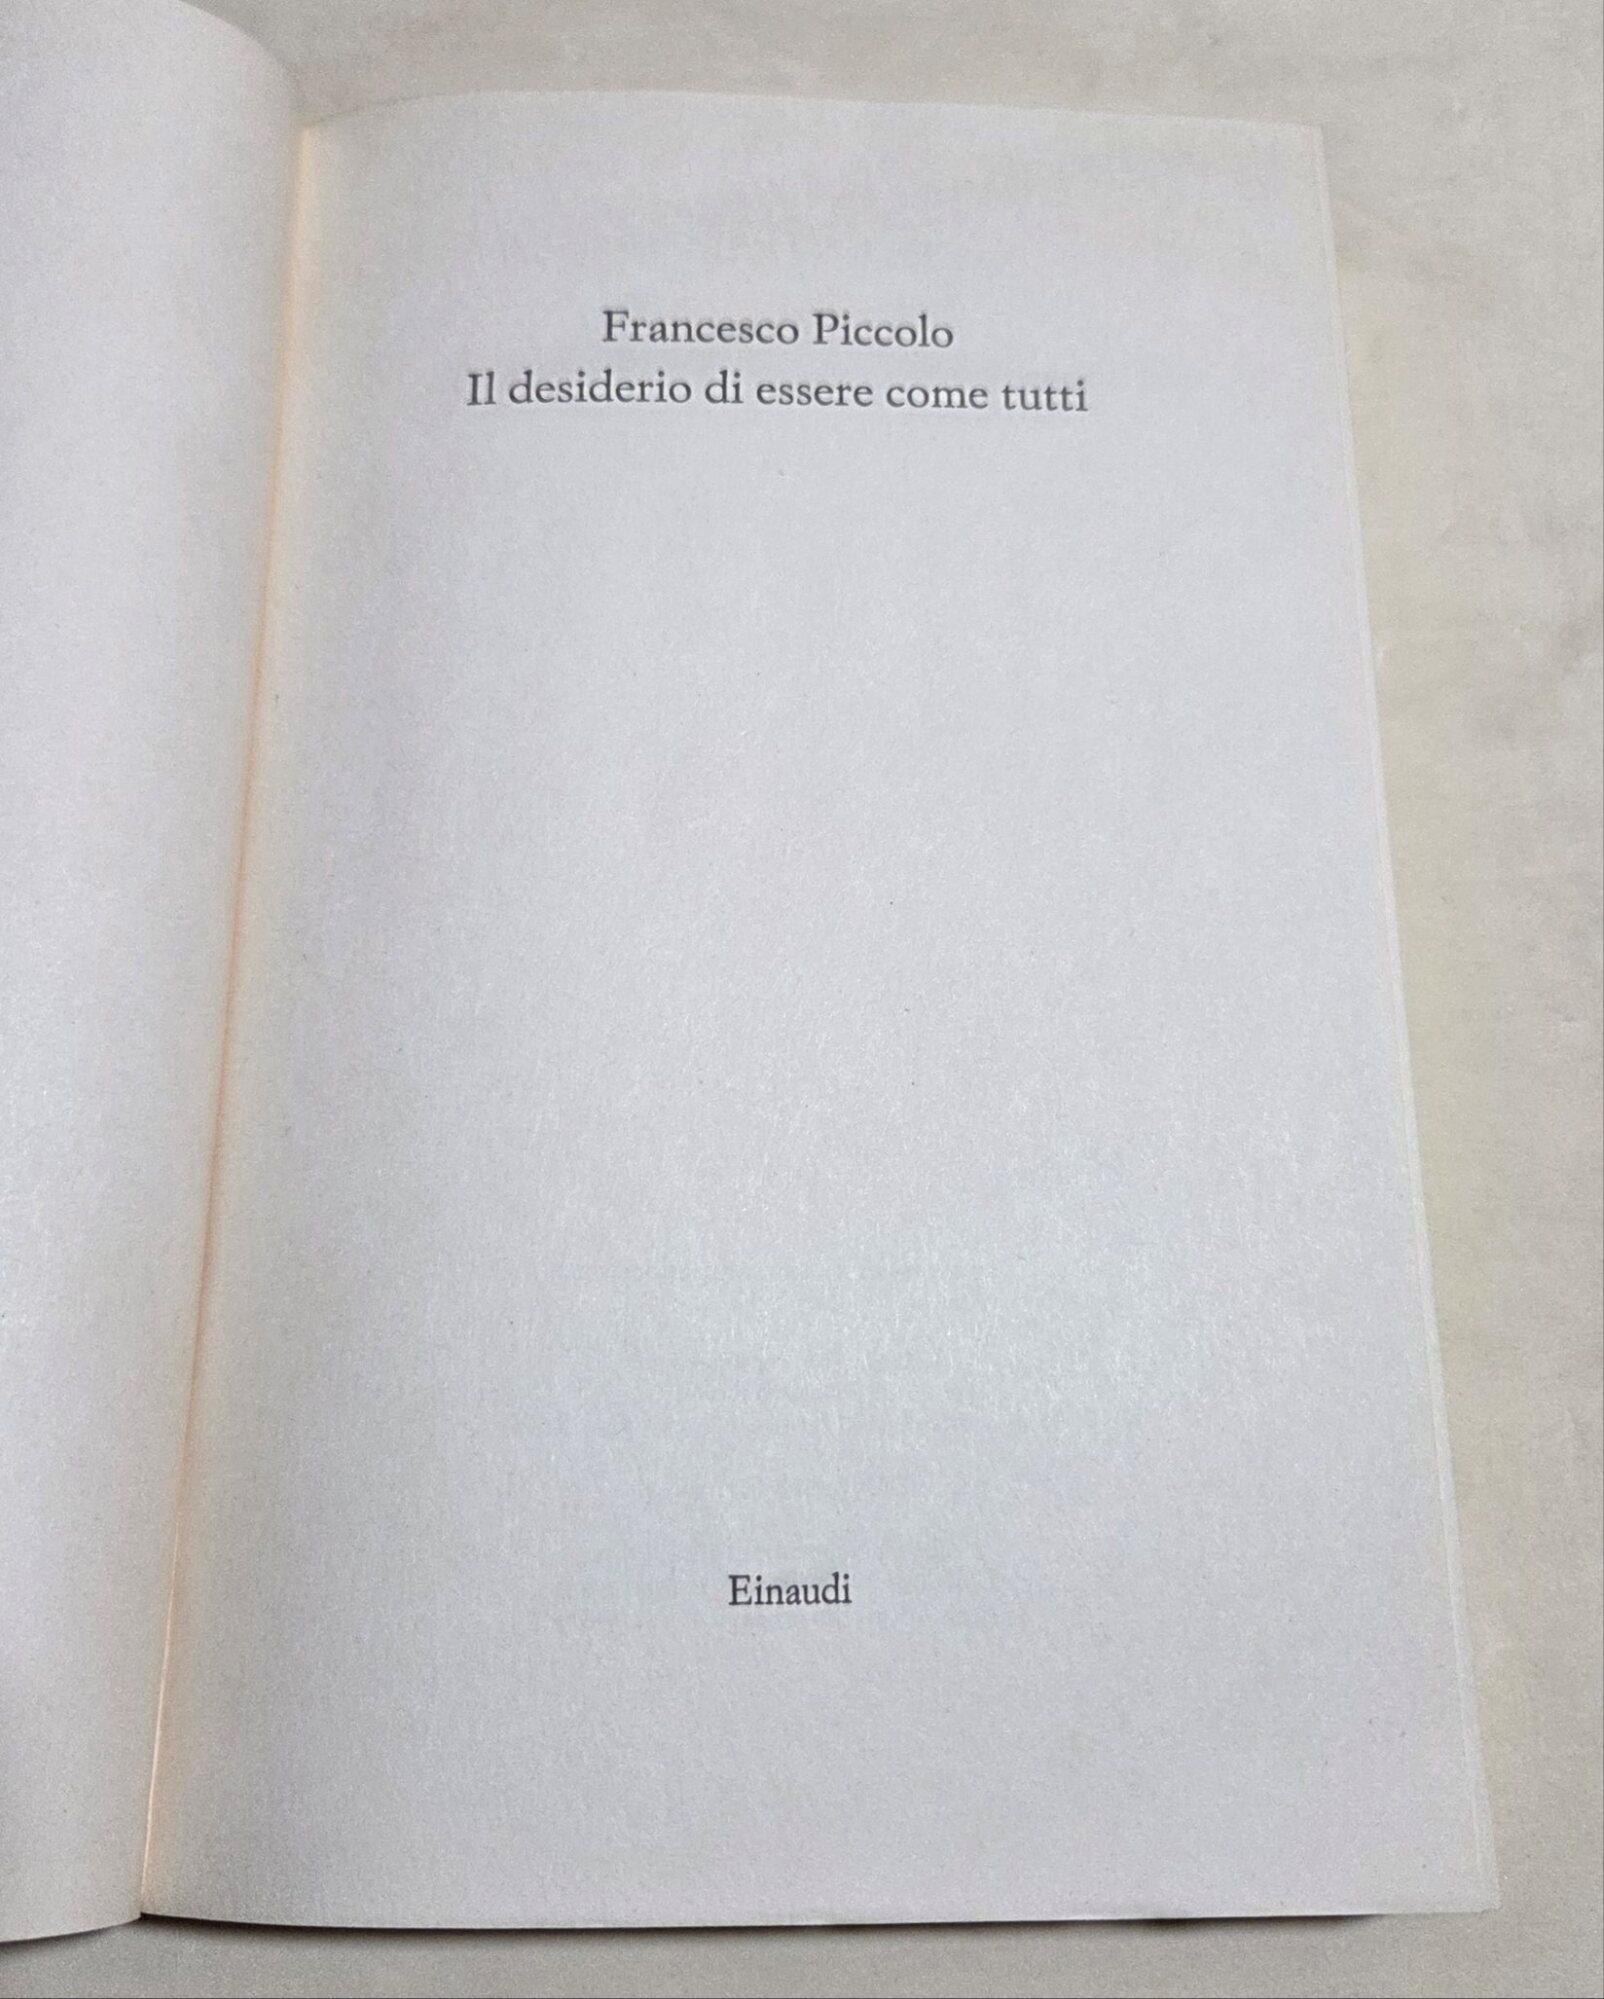 Francesco Piccolo
Il desiderio di essere come tutti
Einaudi